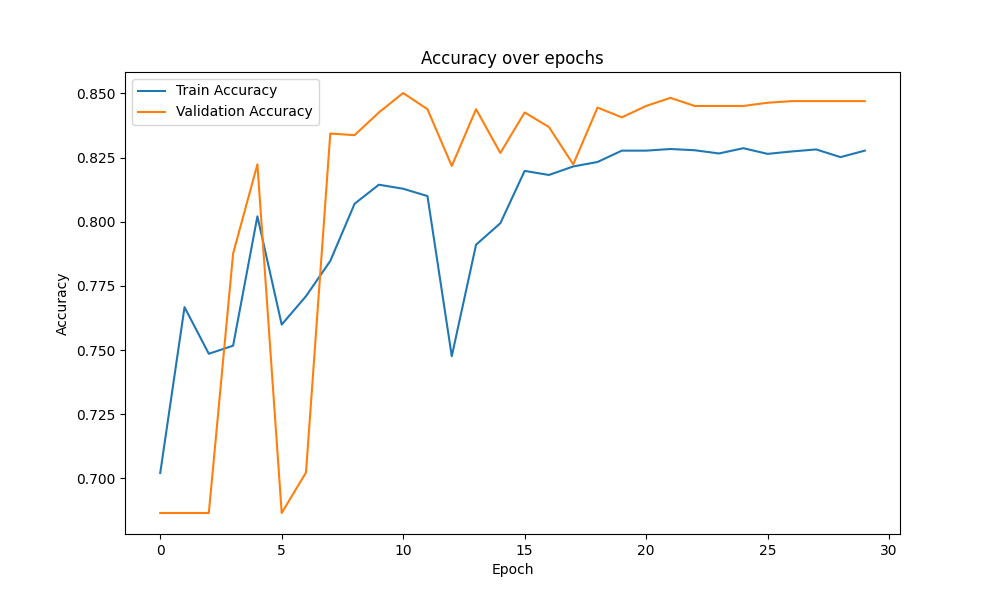 Accuracy over epochs
Train Accuracy
Validation Accuracy
0.850
0.825
0.800
0.775
0.750
0.725
0.700
Accuracy
0 5 10 15 20 25 30
Epoch